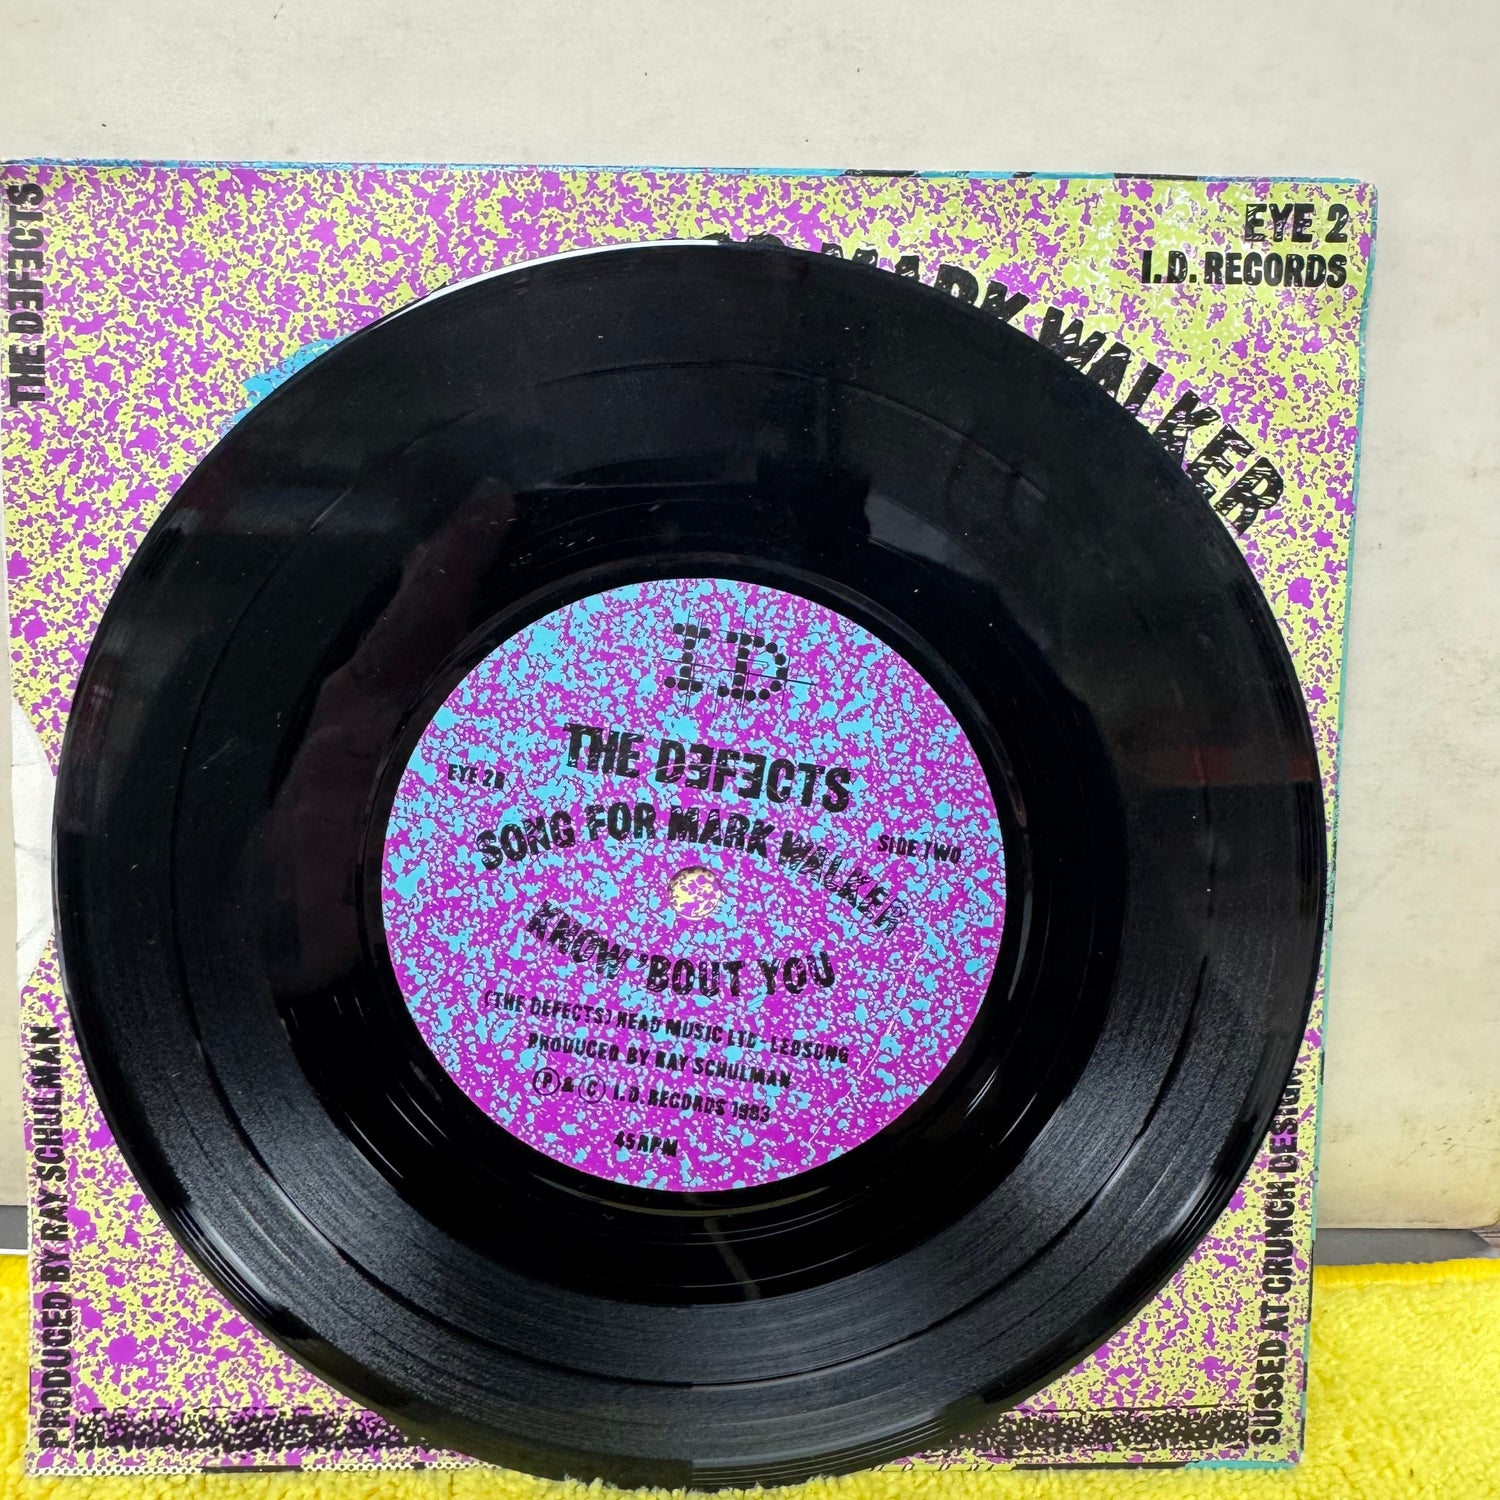 THE DEFECTS
EYE 2
I.D. RECORDS
MARK WALKER
I.D
THE DEFECTS
EYE 2B
SONG FOR MARK WALKER
SIDE TWO
KNOW 'BOUT YOU
(THE DEFECTS) HEAD MUSIC LTD - LEOSONG
PRODUCED BY RAY SCHULMAN
Ⓟ & © I.D. RECORDS 1983
45 RPM
PRODUCED BY RAY SCHULMAN
SUSSED AT CRUNCH DESIGN